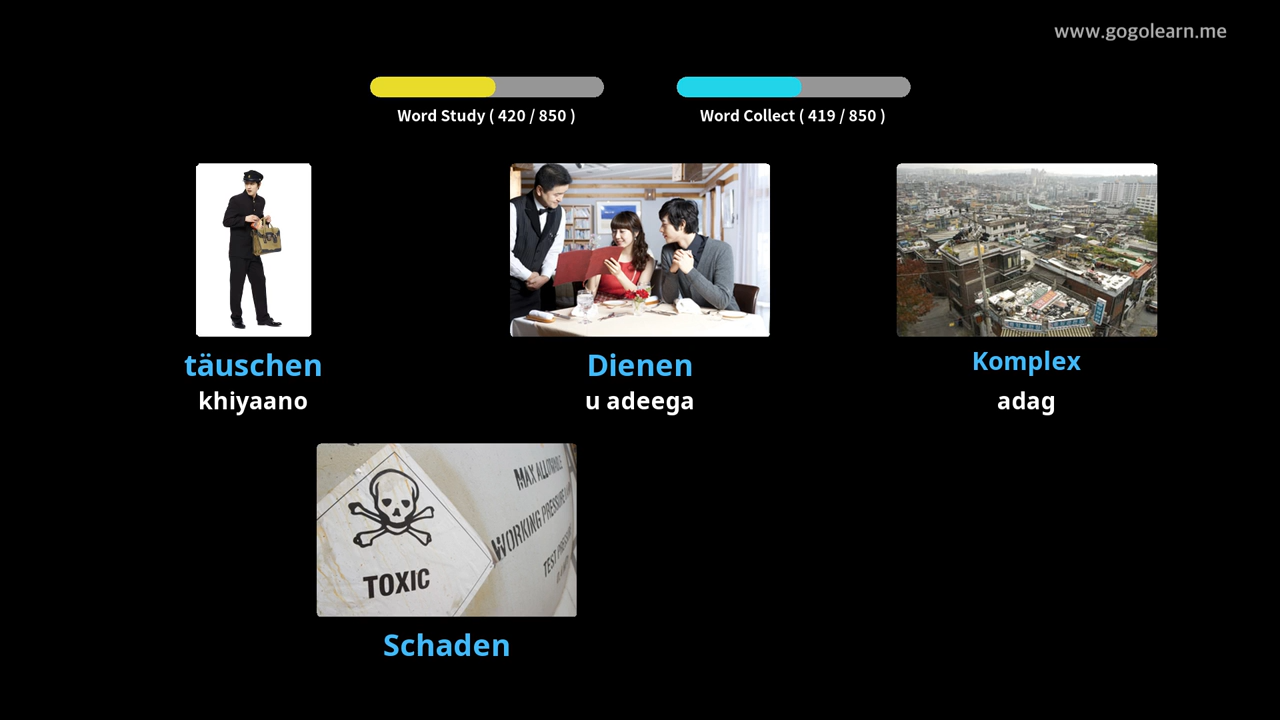 www.gogolearn.me
Word Study ( 420 / 850 )
Word Collect ( 419 / 850 )
täuschen
khiyaano
Dienen
u adeega
Komplex
adag
TOXIC
MAX ALLOWABLE
WORKING PRESSURE
Schaden